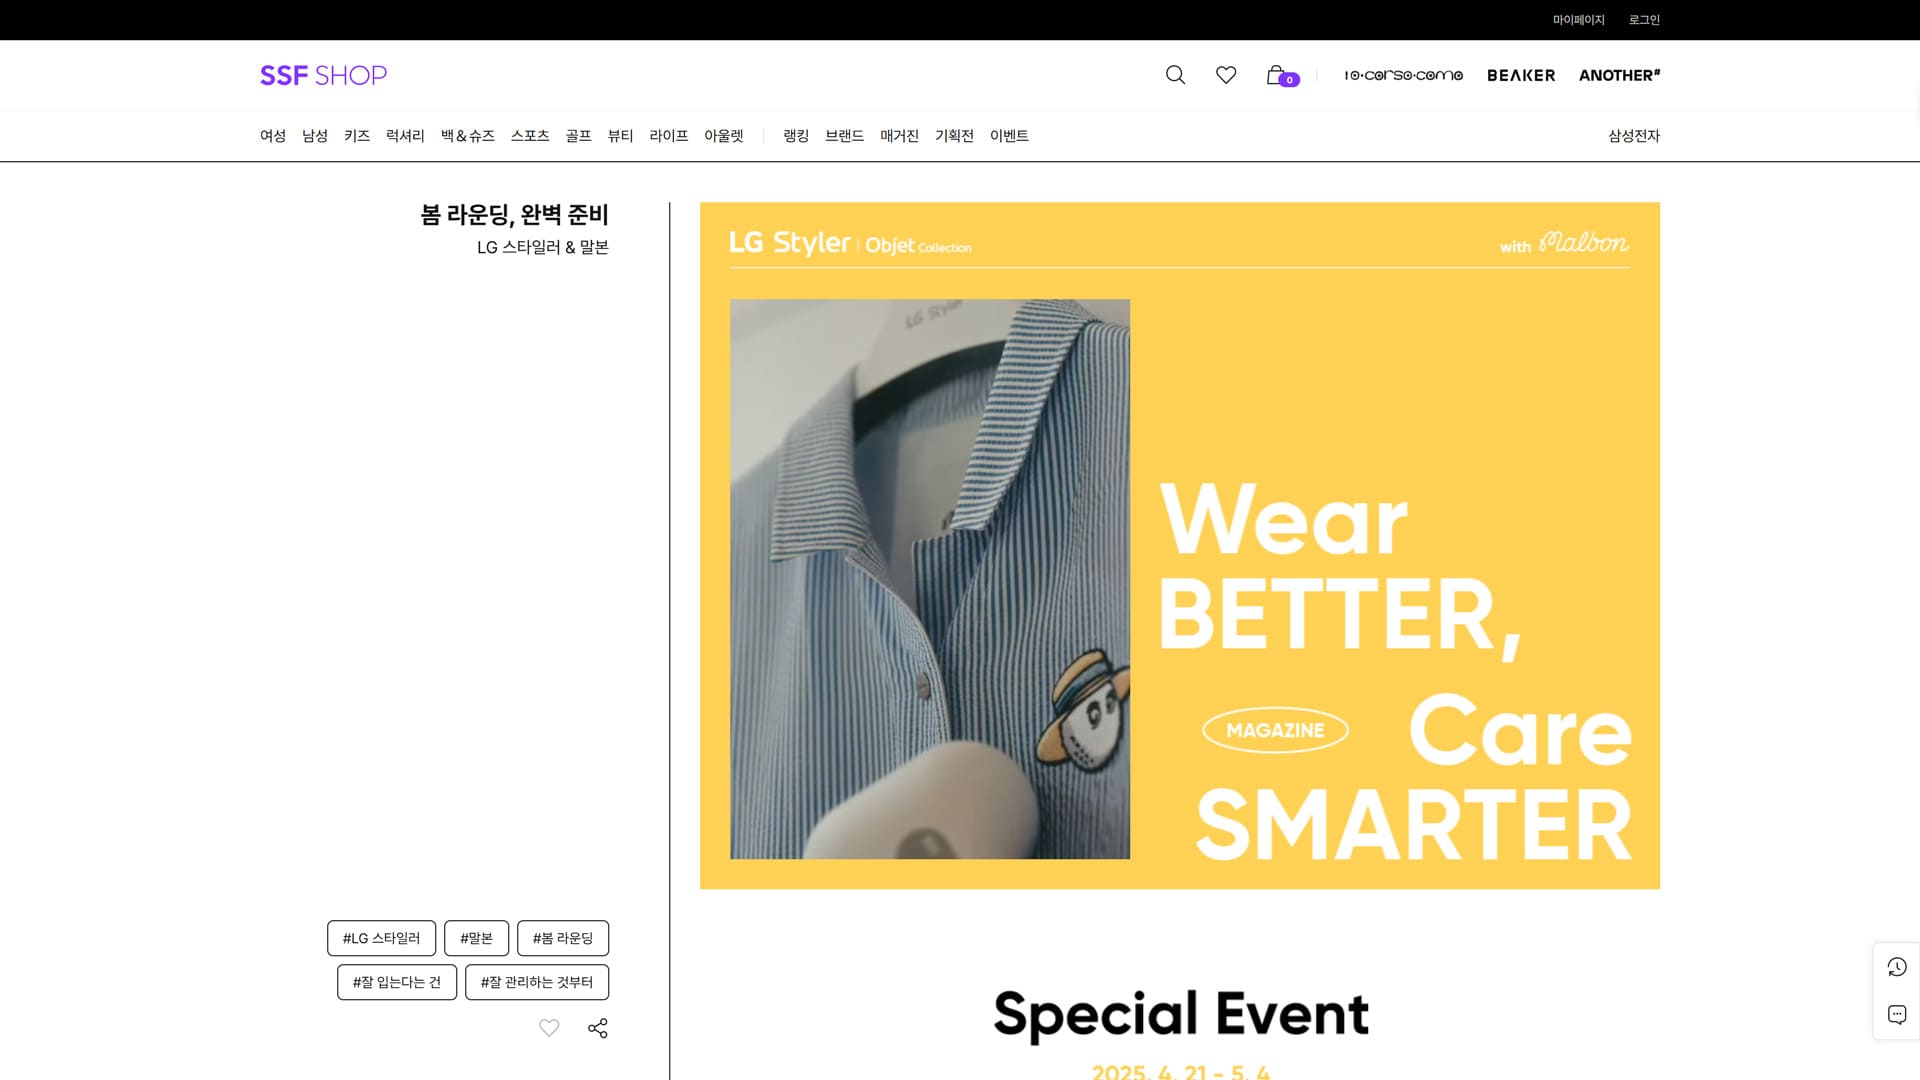 마이페이지 로그인
SSF SHOP
0
10·corso·como BEAKER ANOTHER#
여성 남성 키즈 럭셔리 백&슈즈 스포츠 골프 뷰티 라이프 아울렛 랭킹 브랜드 매거진 기획전 이벤트 삼성전자
봄 라운딩, 완벽 준비
LG 스타일러 & 말본
LG Styler | Objet Collection
with Malbon
LG Styler
Wear
BETTER,
MAGAZINE Care
SMARTER
#LG 스타일러 #말본 #봄 라운딩
#잘 입는다는 건 #잘 관리하는 것부터
Special Event
2025. 4. 21 - 5. 4